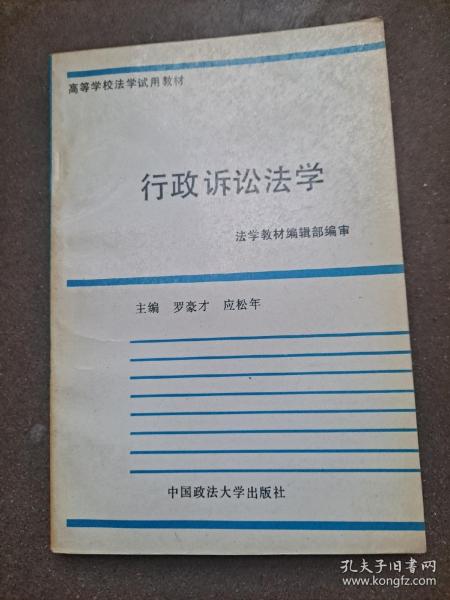 高等学校法学试用教材
行政诉讼法学
法学教材编辑部编审
主编 罗豪才 应松年
中国政法大学出版社
孔夫子旧书网
www.kongfz.com